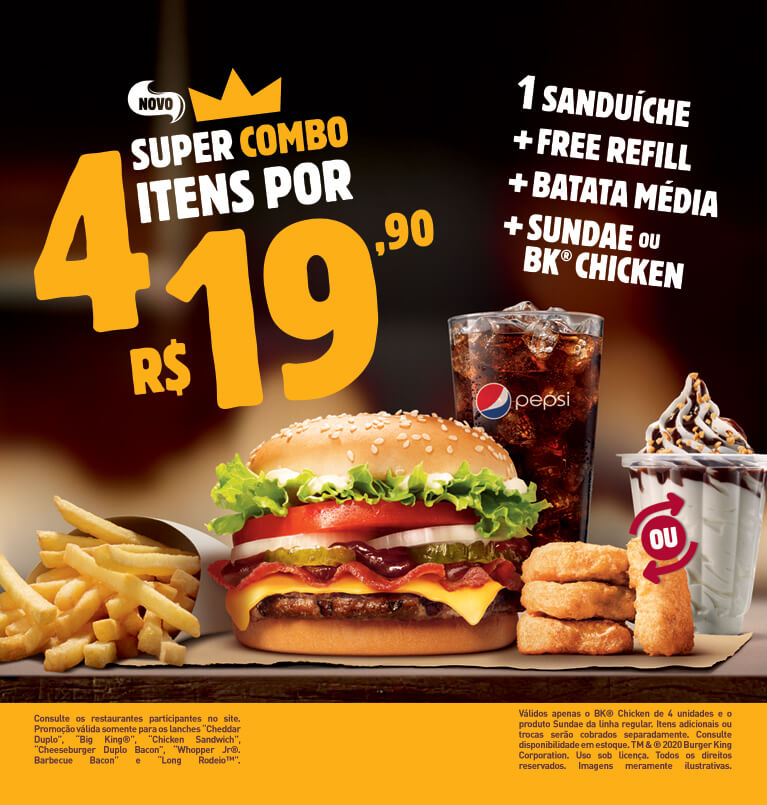 NOVO
SUPER COMBO
4 ITENS POR
R$ 19,90
1 SANDUÍCHE
+ FREE REFILL
+ BATATA MÉDIA
+ SUNDAE OU
BK® CHICKEN
pepsi
OU
Consulte os restaurantes participantes no site.
Promoção válida somente para os lanches “Cheddar
Duplo”, “Big King®”, “Chicken Sandwich”,
“Cheeseburger Duplo Bacon”, “Whopper Jr®.
Barbecue Bacon” e “Long Rodeio™”.
Válidos apenas o BK® Chicken de 4 unidades e o
produto Sundae da linha regular. Itens adicionais ou
trocas serão cobrados separadamente. Consulte
disponibilidade em estoque. TM & ® 2020 Burger King
Corporation. Uso sob licença. Todos os direitos
reservados. Imagens meramente ilustrativas.